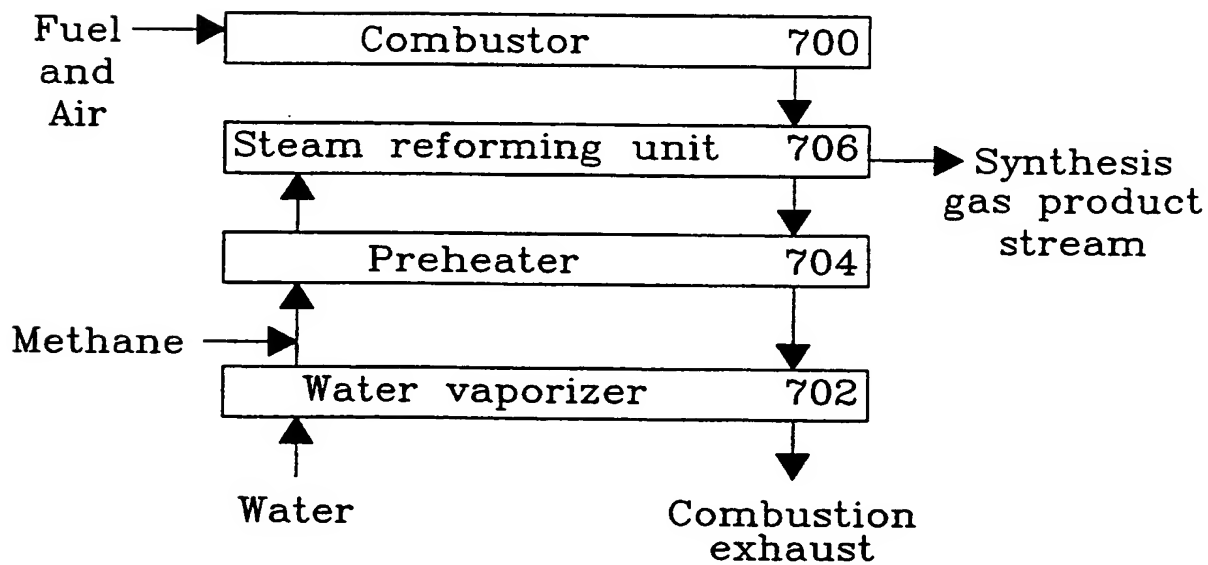 Fuel
and
Air
Combustor 700
Steam reforming unit 706
Synthesis
gas product
stream
Preheater 704
Methane
Water vaporizer 702
Water
Combustion
exhaust